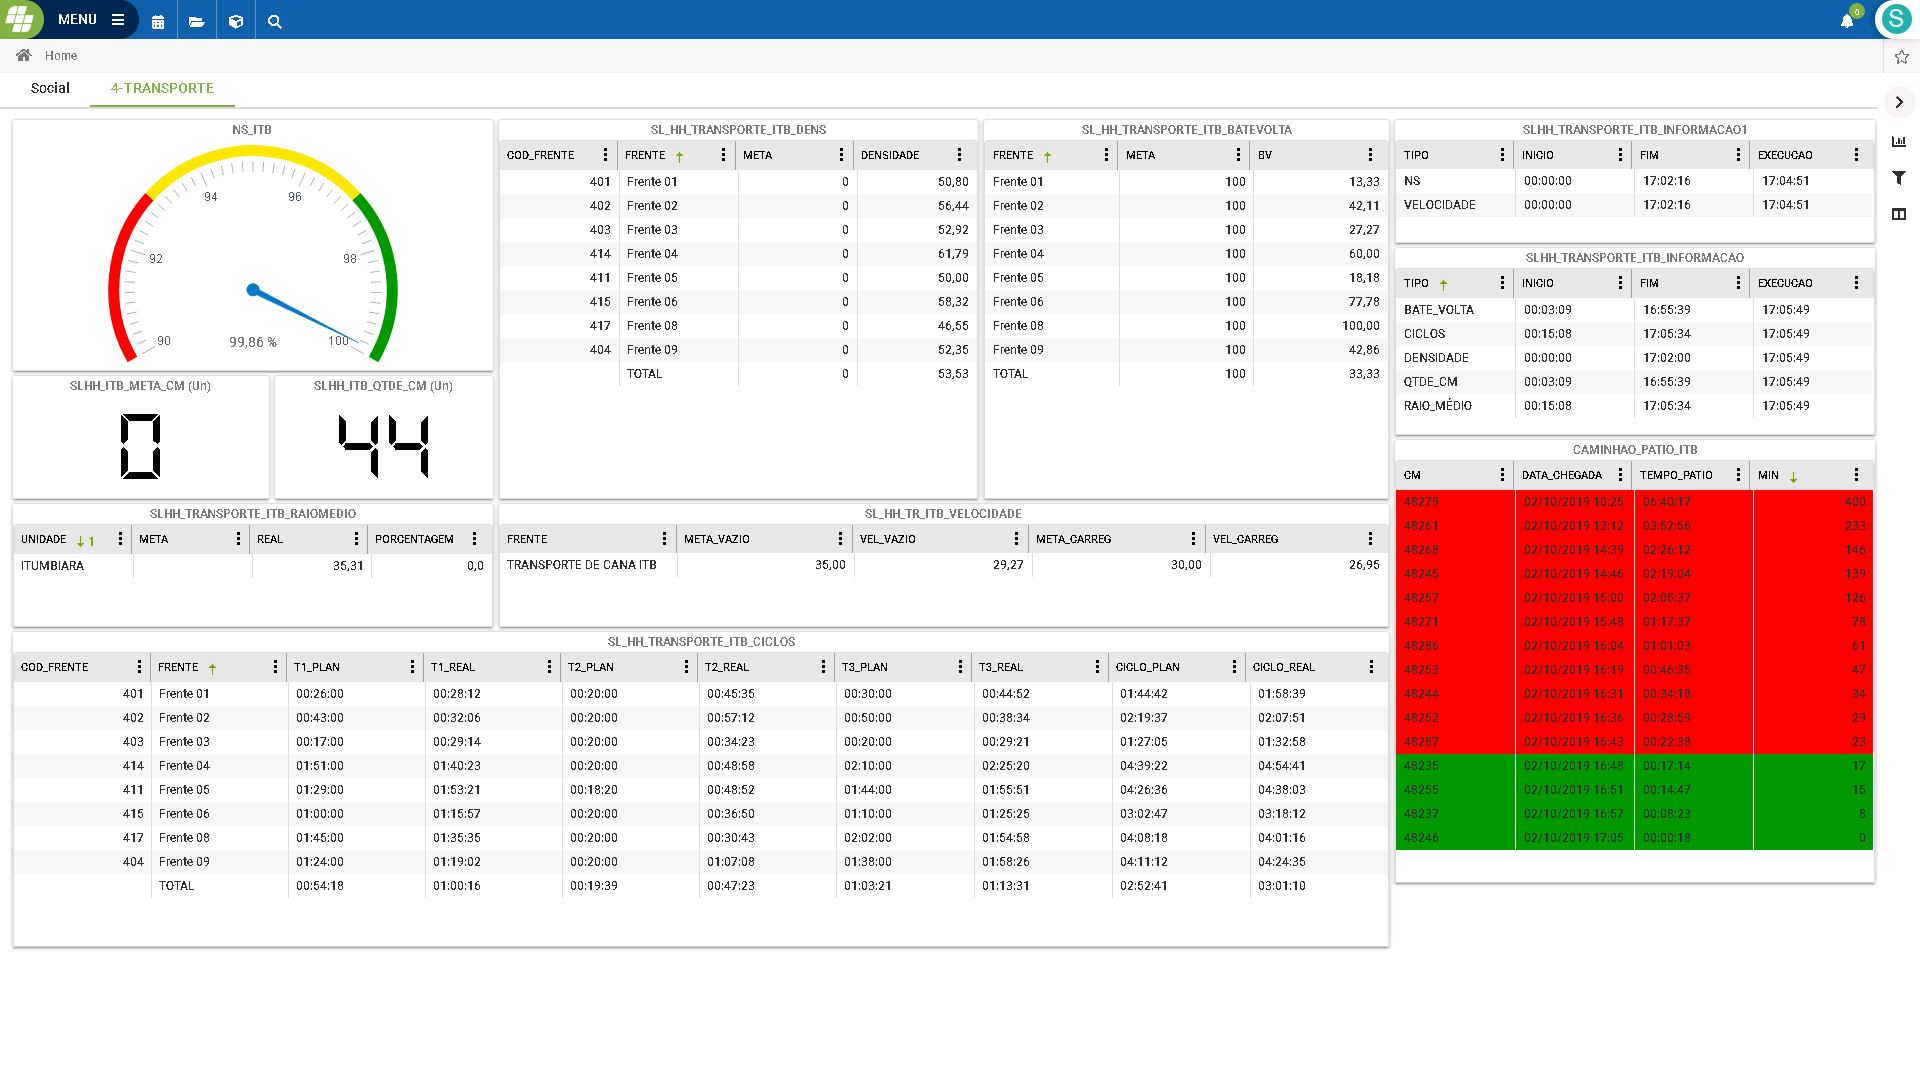 MENU
0
S
Home
Social
4-TRANSPORTE
NS_ITB
90
92
94
96
98
100
99,86 %
SLHH_ITB_META_CM (Un)
0
SLHH_ITB_QTDE_CM (Un)
44
SL_HH_TRANSPORTE_ITB_DENS
COD_FRENTE FRENTE META DENSIDADE
401 Frente 01 0 50,80
402 Frente 02 0 56,44
403 Frente 03 0 52,92
414 Frente 04 0 61,79
411 Frente 05 0 50,00
415 Frente 06 0 58,32
417 Frente 08 0 46,55
404 Frente 09 0 52,35
TOTAL 0 53,53
SL_HH_TRANSPORTE_ITB_BATEVOLTA
FRENTE META BV
Frente 01 100 13,33
Frente 02 100 42,11
Frente 03 100 27,27
Frente 04 100 60,00
Frente 05 100 18,18
Frente 06 100 77,78
Frente 08 100 100,00
Frente 09 100 42,86
TOTAL 100 33,33
SLHH_TRANSPORTE_ITB_INFORMACAO1
TIPO INICIO FIM EXECUCAO
NS 00:00:00 17:02:16 17:04:51
VELOCIDADE 00:00:00 17:02:16 17:04:51
SLHH_TRANSPORTE_ITB_INFORMACAO
TIPO INICIO FIM EXECUCAO
BATE_VOLTA 00:03:09 16:55:39 17:05:49
CICLOS 00:15:08 17:05:34 17:05:49
DENSIDADE 00:00:00 17:02:00 17:05:49
QTDE_CM 00:03:09 16:55:39 17:05:49
RAIO_MÉDIO 00:15:08 17:05:34 17:05:49
CAMINHAO_PATIO_ITB
CM DATA_CHEGADA TEMPO_PATIO MIN
48279 02/10/2019 10:25 06:40:17 400
48261 02/10/2019 13:12 03:52:56 233
48268 02/10/2019 14:39 02:26:12 146
48245 02/10/2019 14:46 02:19:04 139
48257 02/10/2019 15:00 02:05:37 126
48271 02/10/2019 15:48 01:17:37 78
48286 02/10/2019 16:04 01:01:03 61
48253 02/10/2019 16:19 00:46:35 47
48244 02/10/2019 16:31 00:34:18 34
48252 02/10/2019 16:36 00:28:59 29
48287 02/10/2019 16:43 00:22:38 23
48235 02/10/2019 16:48 00:17:14 17
48255 02/10/2019 16:51 00:14:47 15
48237 02/10/2019 16:57 00:08:23 8
48246 02/10/2019 17:05 00:00:18 0
SLHH_TRANSPORTE_ITB_RAIOMEDIO
UNIDADE 1 META REAL PORCENTAGEM
ITUMBIARA 35,31 0,0
SL_HH_TR_ITB_VELOCIDADE
FRENTE META_VAZIO VEL_VAZIO META_CARREG VEL_CARREG
TRANSPORTE DE CANA ITB 35,00 29,27 30,00 26,95
SL_HH_TRANSPORTE_ITB_CICLOS
COD_FRENTE FRENTE T1_PLAN T1_REAL T2_PLAN T2_REAL T3_PLAN T3_REAL CICLO_PLAN CICLO_REAL
401 Frente 01 00:26:00 00:28:12 00:20:00 00:45:35 00:30:00 00:44:52 01:44:42 01:58:39
402 Frente 02 00:43:00 00:32:06 00:20:00 00:57:12 00:50:00 00:38:34 02:19:37 02:07:51
403 Frente 03 00:17:00 00:29:14 00:20:00 00:34:23 00:20:00 00:29:21 01:27:05 01:32:58
414 Frente 04 01:51:00 01:40:23 00:20:00 00:48:58 02:10:00 02:25:20 04:39:22 04:54:41
411 Frente 05 01:29:00 01:53:21 00:18:20 00:48:52 01:44:00 01:55:51 04:26:36 04:38:03
415 Frente 06 01:00:00 01:15:57 00:20:00 00:36:50 01:10:00 01:25:25 03:02:47 03:18:12
417 Frente 08 01:45:00 01:35:35 00:20:00 00:30:43 02:02:00 01:54:58 04:08:18 04:01:16
404 Frente 09 01:24:00 01:19:02 00:20:00 01:07:08 01:38:00 01:58:26 04:11:12 04:24:35
TOTAL 00:54:18 01:00:16 00:19:39 00:47:23 01:03:21 01:13:31 02:52:41 03:01:10